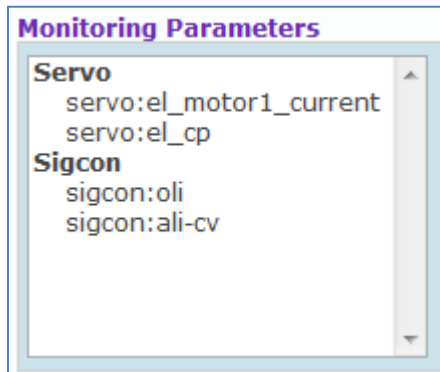 Monitoring Parameters
Servo
servo:el_motor1_current
servo:el_cp
Sigcon
sigcon:oli
sigcon:ali-cv